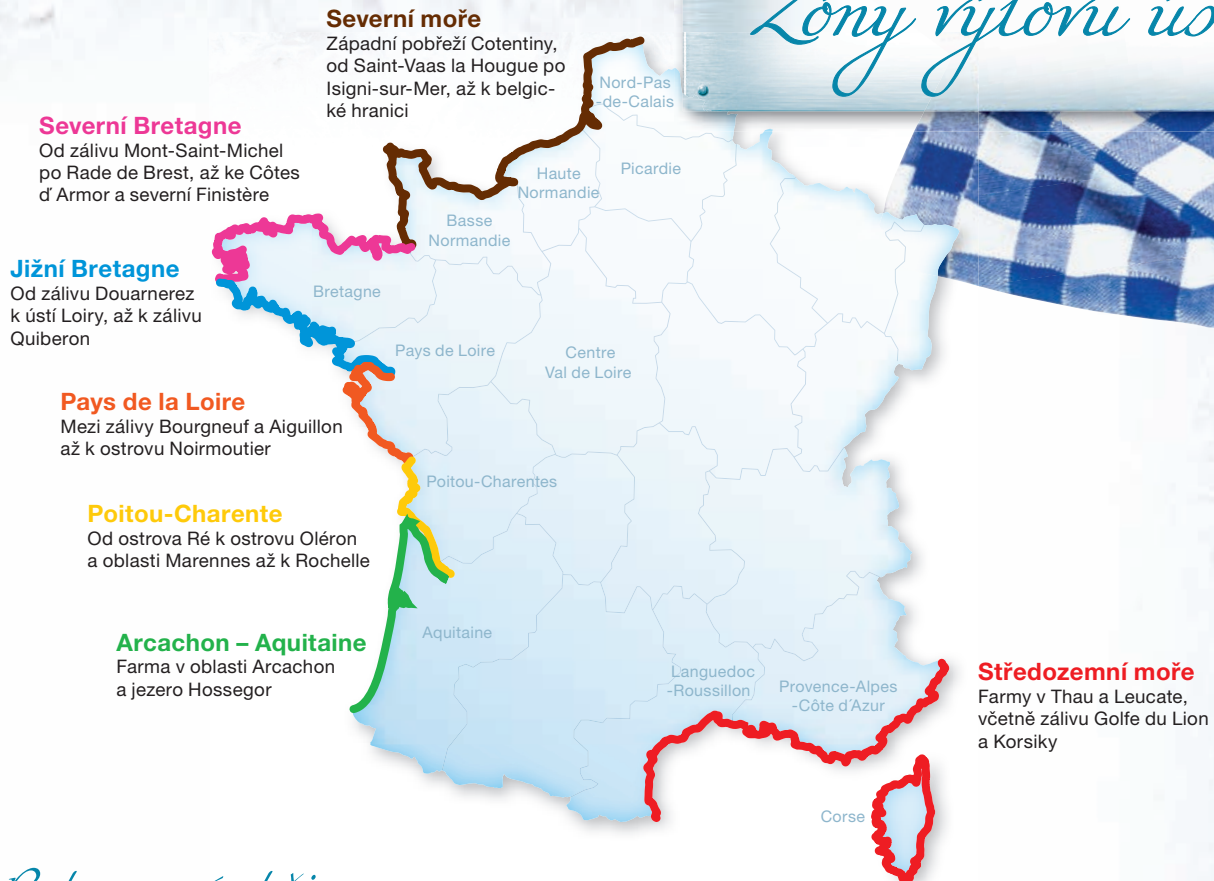 Zóny výlovu ús
Severní moře
Západní pobřeží Cotentiny,
od Saint-Vaas la Hougue po
Isigni-sur-Mer, až k belgic-
ké hranici
Severní Bretagne
Od zálivu Mont-Saint-Michel
po Rade de Brest, až ke Côtes
d´Armor a severní Finistère
Jižní Bretagne
Od zálivu Douarnerez
k ústí Loiry, až k zálivu
Quiberon
Pays de la Loire
Mezi zálivy Bourgneuf a Aiguillon
až k ostrovu Noirmoutier
Poitou-Charente
Od ostrova Ré k ostrovu Oléron
a oblasti Marennes až k Rochelle
Arcachon – Aquitaine
Farma v oblasti Arcachon
a jezero Hossegor
Středozemní moře
Farmy v Thau a Leucate,
včetně zálivu Golfe du Lion
a Korsiky
Nord-Pas
-de-Calais
Picardie
Haute
Normandie
Basse
Normandie
Bretagne
Pays de Loire
Centre
Val de Loire
Poitou-Charentes
Aquitaine
Languedoc
-Roussillon
Provence-Alpes
-Côte d´Azur
Corse